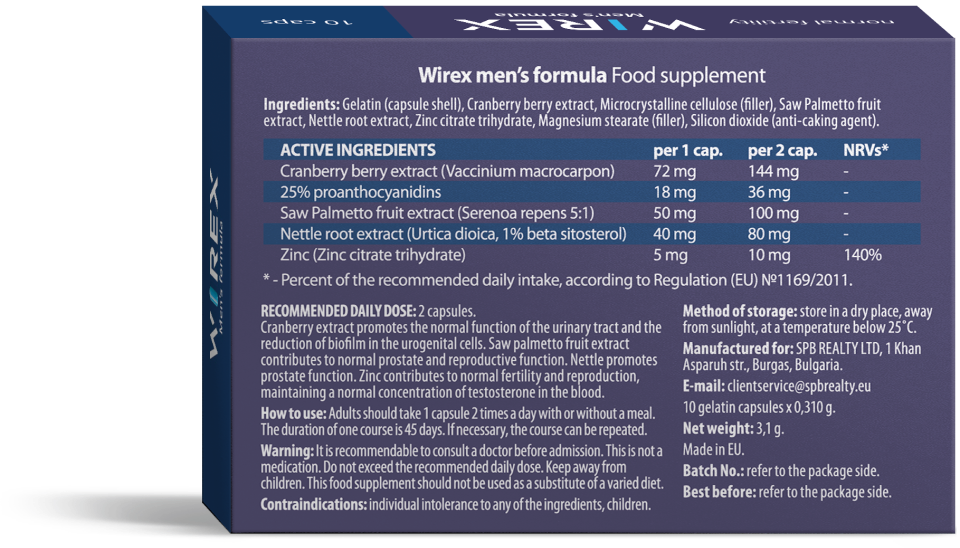 10 caps
WIREX
Men's formula
normal fertility
WIREX
Men's formula
Wirex men's formula Food supplement
Ingredients: Gelatin (capsule shell), Cranberry berry extract, Microcrystalline cellulose (filler), Saw Palmetto fruit
extract, Nettle root extract, Zinc citrate trihydrate, Magnesium stearate (filler), Silicon dioxide (anti-caking agent).
ACTIVE INGREDIENTS per 1 cap. per 2 cap. NRVs*
Cranberry berry extract (Vaccinium macrocarpon) 72 mg 144 mg -
25% proanthocyanidins 18 mg 36 mg -
Saw Palmetto fruit extract (Serenoa repens 5:1) 50 mg 100 mg -
Nettle root extract (Urtica dioica, 1% beta sitosterol) 40 mg 80 mg -
Zinc (Zinc citrate trihydrate) 5 mg 10 mg 140%
* - Percent of the recommended daily intake, according to Regulation (EU) №1169/2011.
RECOMMENDED DAILY DOSE: 2 capsules.
Cranberry extract promotes the normal function of the urinary tract and the
reduction of biofilm in the urogenital cells. Saw palmetto fruit extract
contributes to normal prostate and reproductive function. Nettle promotes
prostate function. Zinc contributes to normal fertility and reproduction,
maintaining a normal concentration of testosterone in the blood.
How to use: Adults should take 1 capsule 2 times a day with or without a meal.
The duration of one course is 45 days. If necessary, the course can be repeated.
Warning: It is recommendable to consult a doctor before admission. This is not a
medication. Do not exceed the recommended daily dose. Keep away from
children. This food supplement should not be used as a substitute of a varied diet.
Contraindications: individual intolerance to any of the ingredients, children.
Method of storage: store in a dry place, away
from sunlight, at a temperature below 25˚C.
Manufactured for: SPB REALTY LTD, 1 Khan
Asparuh str., Burgas, Bulgaria.
E-mail: clientservice@spbrealty.eu
10 gelatin capsules x 0,310 g.
Net weight: 3,1 g.
Made in EU.
Batch No.: refer to the package side.
Best before: refer to the package side.